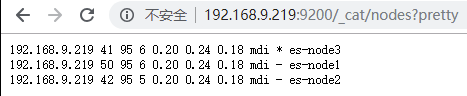 不安全 192.168.9.219:9200/_cat/nodes?pretty
192.168.9.219 41 95 6 0.20 0.24 0.18 mdi * es-node3
192.168.9.219 50 95 6 0.20 0.24 0.18 mdi - es-node1
192.168.9.219 42 95 5 0.20 0.24 0.18 mdi - es-node2